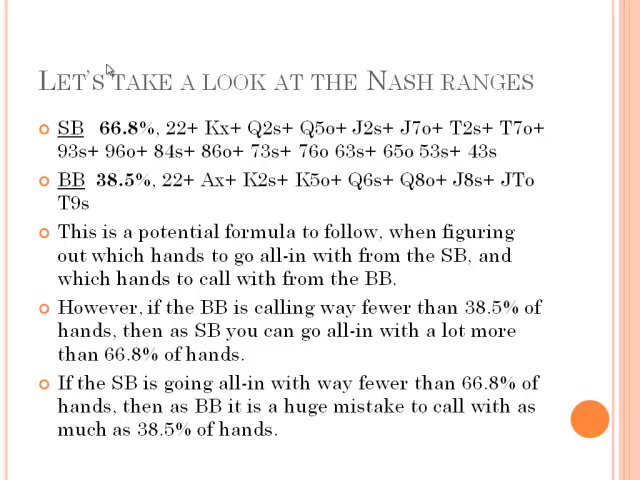 LET'S TAKE A LOOK AT THE NASH RANGES
SB 66.8%, 22+ Kx+ Q2s+ Q5o+ J2s+ J7o+ T2s+ T7o+
93s+ 96o+ 84s+ 86o+ 73s+ 76o 63s+ 65o 53s+ 43s
BB 38.5%, 22+ Ax+ K2s+ K5o+ Q6s+ Q8o+ J8s+ JTo
T9s
This is a potential formula to follow, when figuring
out which hands to go all-in with from the SB, and
which hands to call with from the BB.
However, if the BB is calling way fewer than 38.5% of
hands, then as SB you can go all-in with a lot more
than 66.8% of hands.
If the SB is going all-in with way fewer than 66.8% of
hands, then as BB it is a huge mistake to call with as
much as 38.5% of hands.